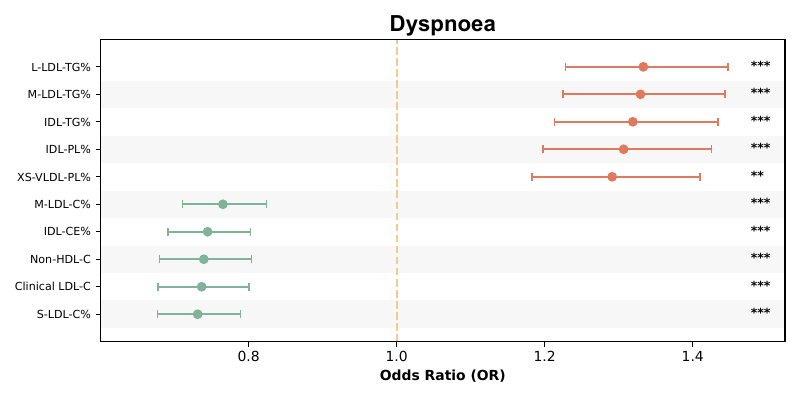 Dyspnoea
L-LDL-TG% ***
M-LDL-TG% ***
IDL-TG% ***
IDL-PL% ***
XS-VLDL-PL% **
M-LDL-C% ***
IDL-CE% ***
Non-HDL-C ***
Clinical LDL-C ***
S-LDL-C% ***
0.8 1.0 1.2 1.4
Odds Ratio (OR)